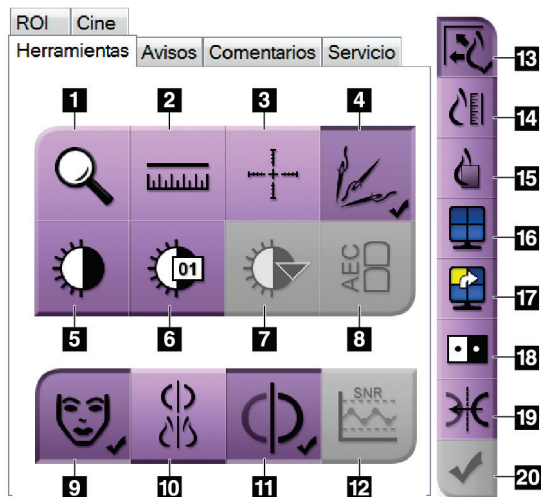 ROI Cine
Herramientas Avisos Comentarios Servicio
1 2 3 4
01
AEC
5 6 7 8
SNR
9 10 11 12
13
14
15
16
17
18
19
20